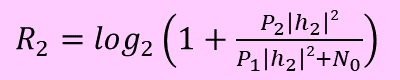 R₂ = log₂ (1 + P₂|h₂|² / P₁|h₂|²+N₀)